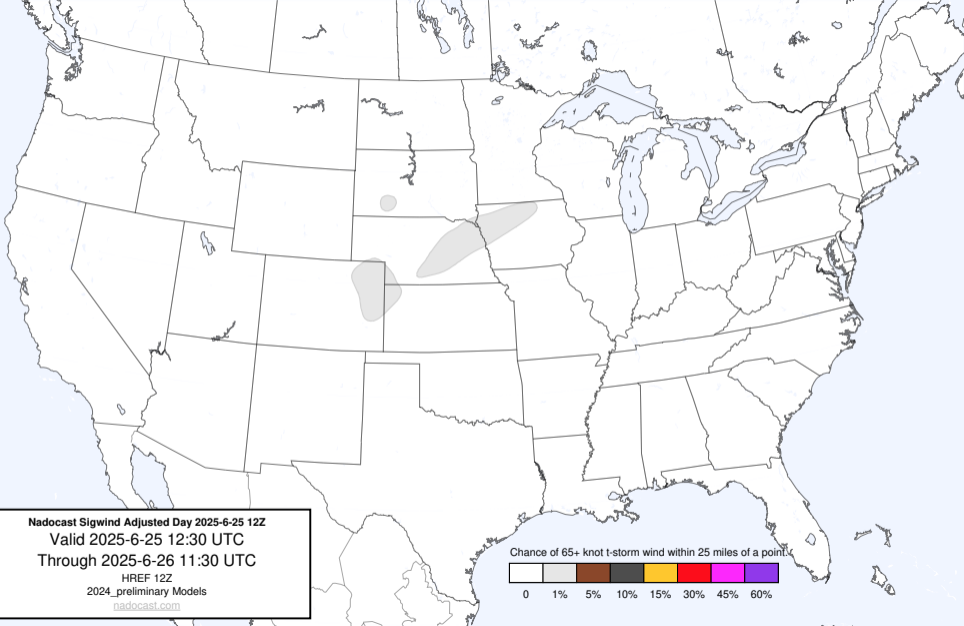 Nadocast Sigwind Adjusted Day 2025-6-25 12Z
Valid 2025-6-25 12:30 UTC
Through 2025-6-26 11:30 UTC
HREF 12Z
2024_preliminary Models
nadocast.com
Chance of 65+ knot t-storm wind within 25 miles of a point.
0 1% 5% 10% 15% 30% 45% 60%